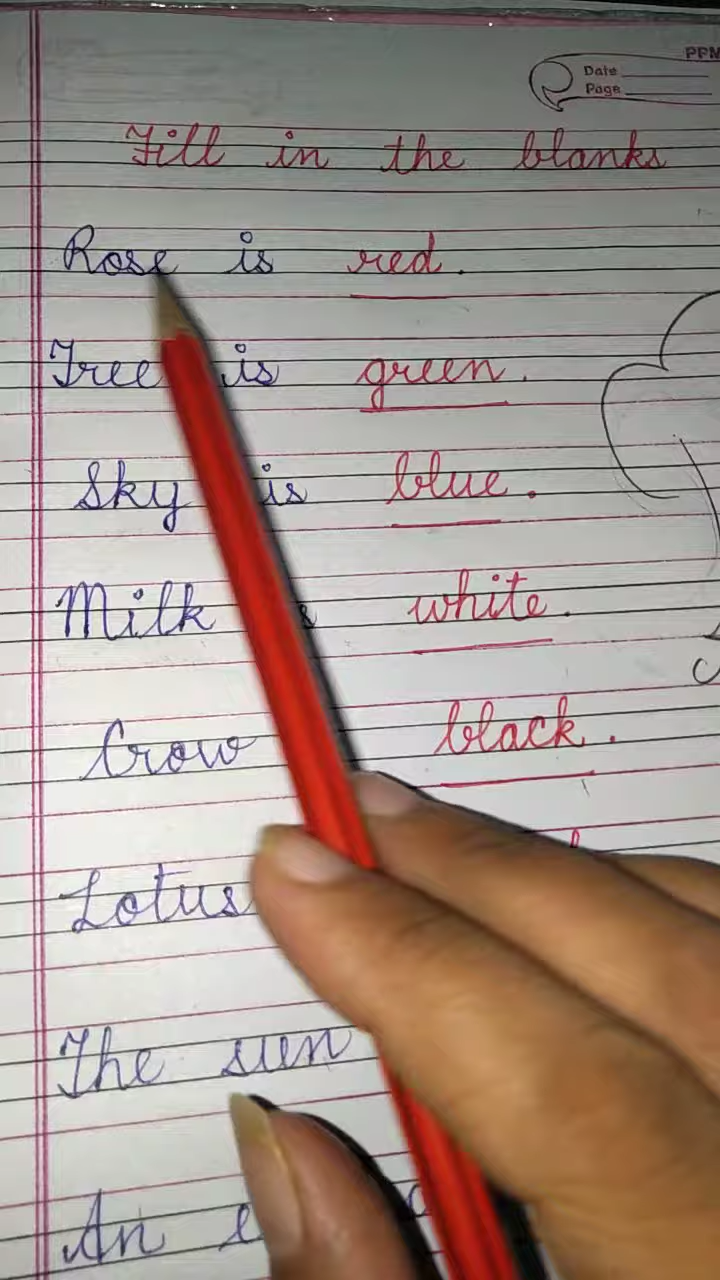 PPM
Date
Page
Fill in the blanks
Rose is red.
Tree is green.
Sky is blue.
Milk white.
Crow black.
Lotus
The sun
An